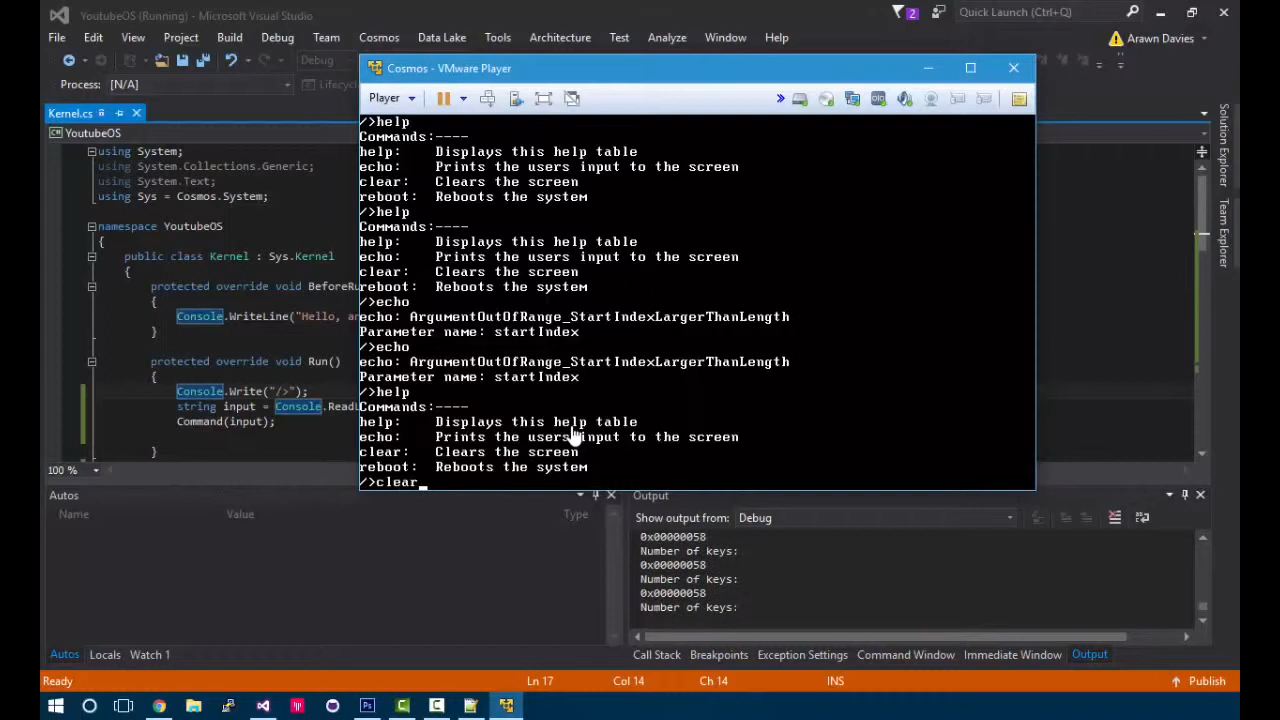 YoutubeOS (Running) - Microsoft Visual Studio
2
Quick Launch (Ctrl+Q)
File Edit View Project Build Debug Team Cosmos Data Lake Tools Architecture Test Analyze Window Help
Arawn Davies
Debug
Process: [N/A]
Lifecyc
Cosmos - VMware Player
Player
Kernel.cs
YoutubeOS
using System;
using System.Collections.Generic;
using System.Text;
using Sys = Cosmos.System;
namespace YoutubeOS
{
public class Kernel : Sys.Kernel
{
protected override void BeforeRu
{
Console.WriteLine("Hello, an
}
protected override void Run()
{
Console.Write("/>");
string input = Console.ReadL
Command(input);
}
100 %
/>help
Commands:----
help: Displays this help table
echo: Prints the users input to the screen
clear: Clears the screen
reboot: Reboots the system
/>help
Commands:----
help: Displays this help table
echo: Prints the users input to the screen
clear: Clears the screen
reboot: Reboots the system
/>echo
echo: ArgumentOutOfRange_StartIndexLargerThanLength
Parameter name: startIndex
/>echo
echo: ArgumentOutOfRange_StartIndexLargerThanLength
Parameter name: startIndex
/>help
Commands:----
help: Displays this help table
echo: Prints the users input to the screen
clear: Clears the screen
reboot: Reboots the system
/>clear_
Solution Explorer
Team Explorer
Autos
Name Value Type
Autos Locals Watch 1
Output
Show output from: Debug
0x00000058
Number of keys:
0x00000058
Number of keys:
0x00000058
Number of keys:
Call Stack Breakpoints Exception Settings Command Window Immediate Window Output
Ready Ln 17 Col 14 Ch 14 INS Publish